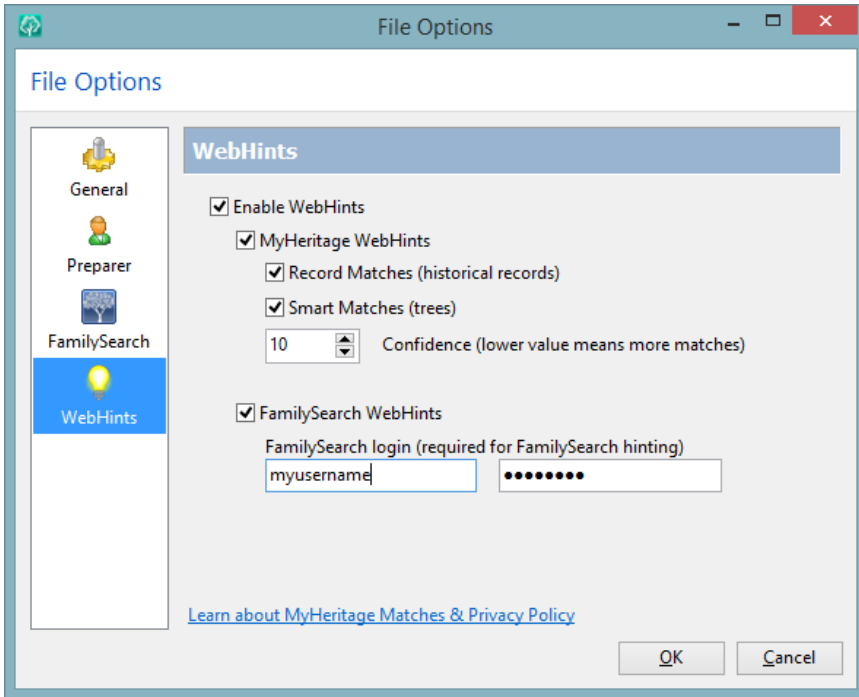 File Options
File Options
General
Preparer
FamilySearch
WebHints
WebHints
Enable WebHints
MyHeritage WebHints
Record Matches (historical records)
Smart Matches (trees)
10 Confidence (lower value means more matches)
FamilySearch WebHints
FamilySearch login (required for FamilySearch hinting)
myusername ●●●●●●●●
Learn about MyHeritage Matches & Privacy Policy
OK Cancel